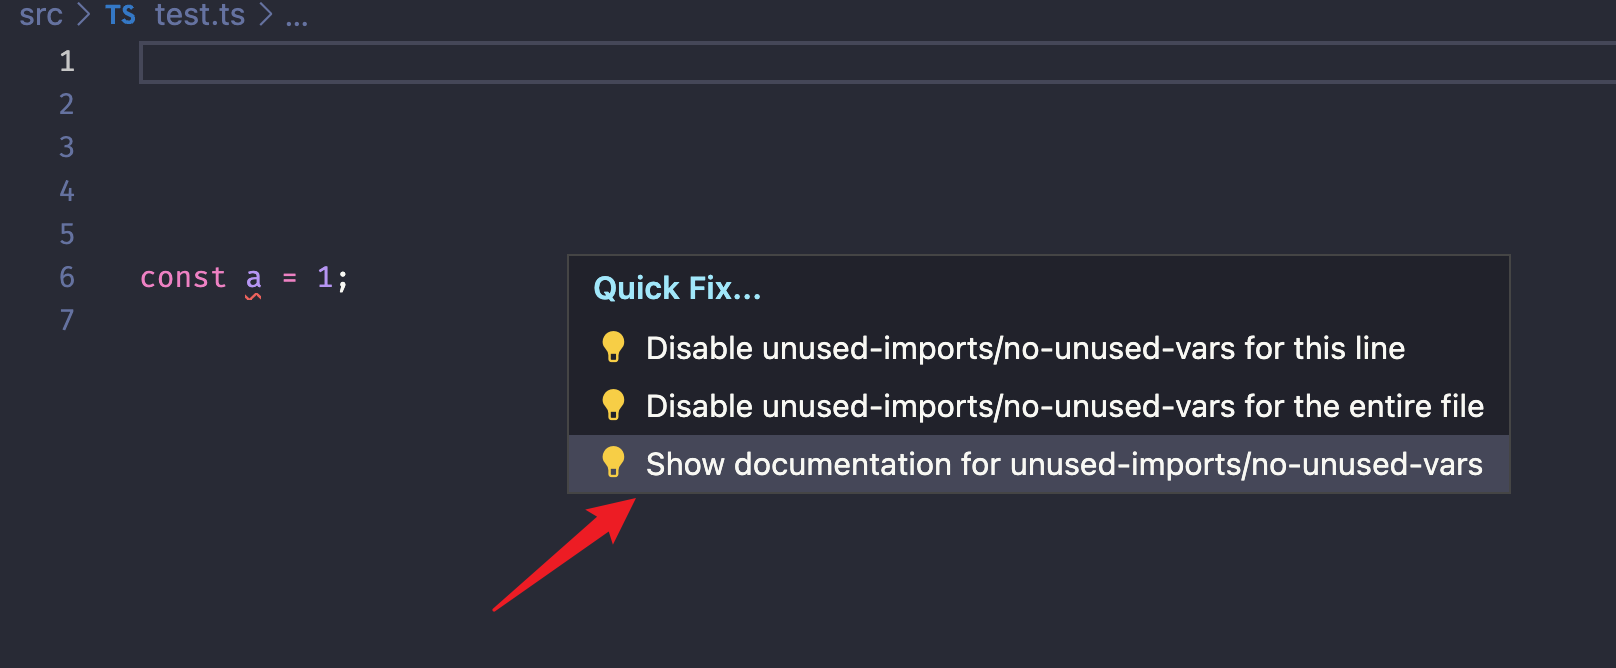 src > TS test.ts > ...
1
2
3
4
5
6 const a = 1;
7
Quick Fix...
Disable unused-imports/no-unused-vars for this line
Disable unused-imports/no-unused-vars for the entire file
Show documentation for unused-imports/no-unused-vars